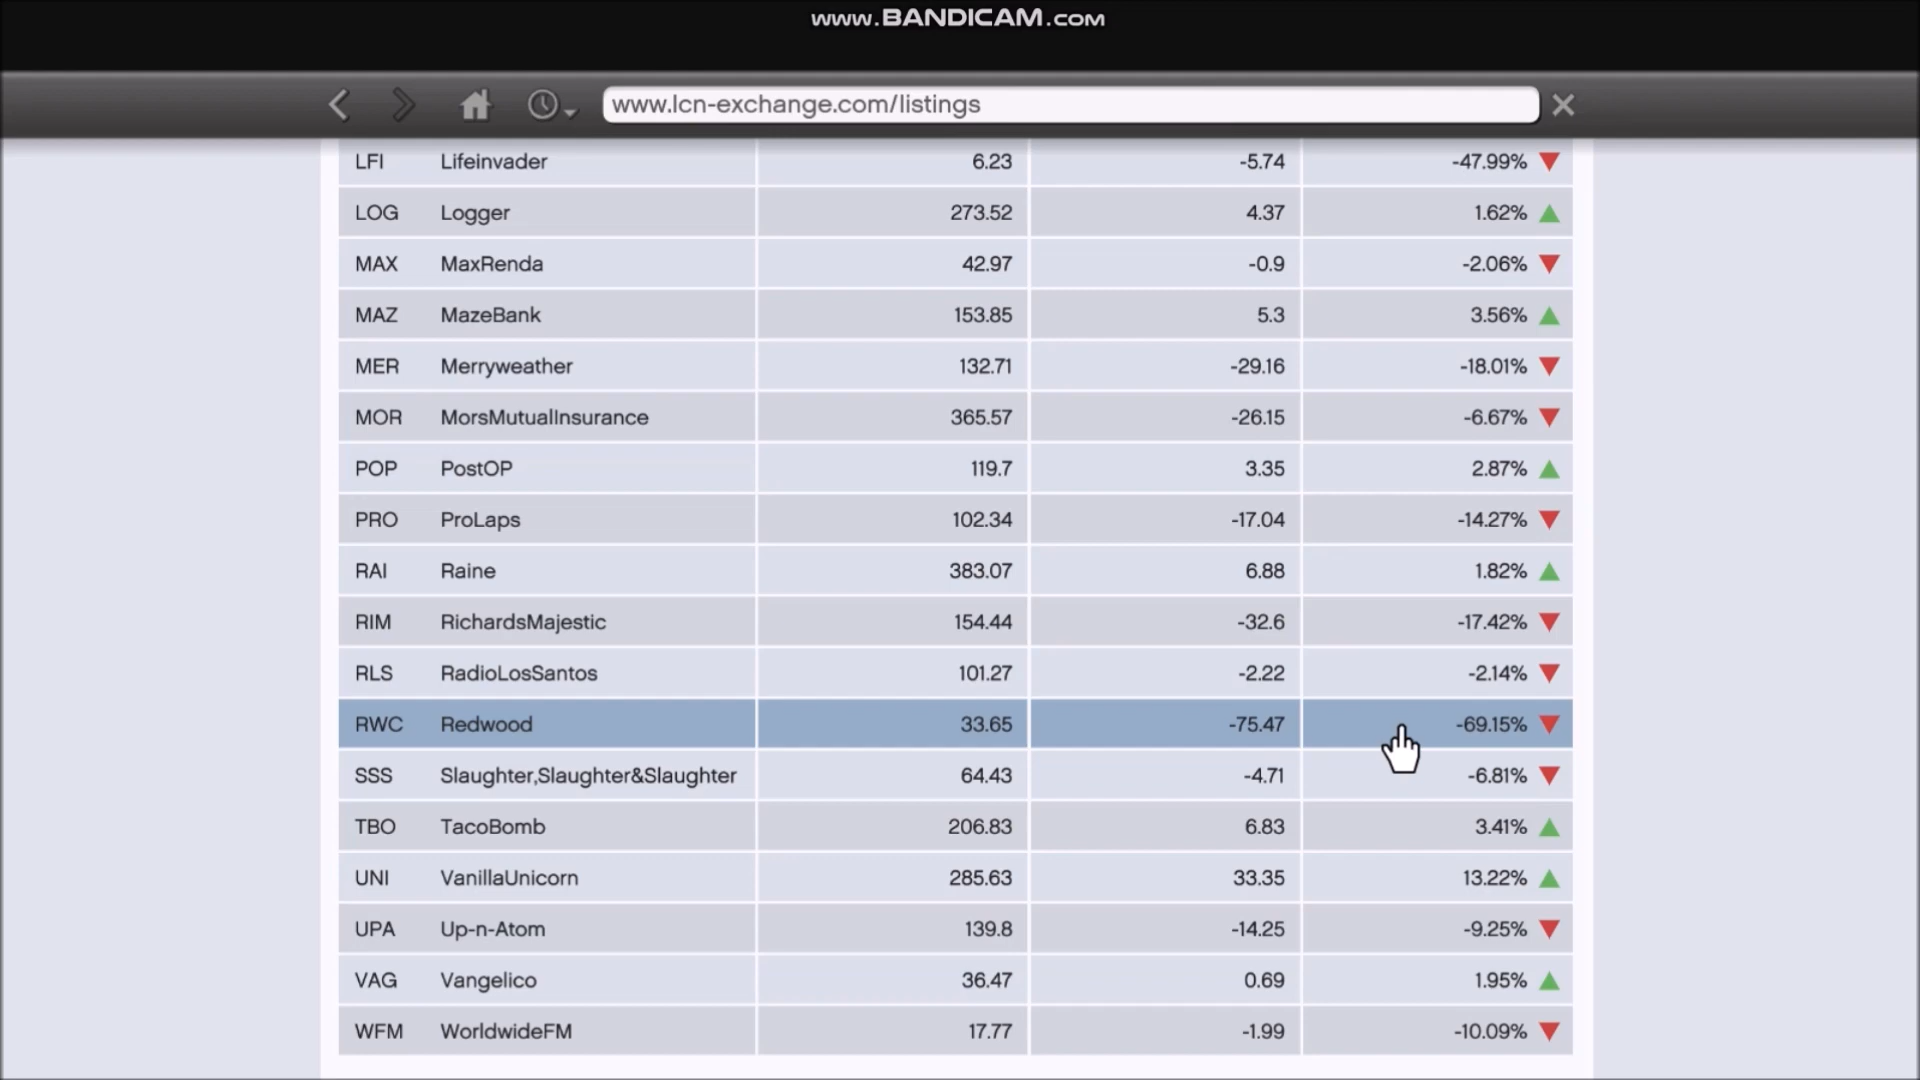 www.BANDICAM.com
www.lcn-exchange.com/listings
LFI Lifeinvader 6.23 -5.74 -47.99%
LOG Logger 273.52 4.37 1.62%
MAX MaxRenda 42.97 -0.9 -2.06%
MAZ MazeBank 153.85 5.3 3.56%
MER Merryweather 132.71 -29.16 -18.01%
MOR MorsMutualInsurance 365.57 -26.15 -6.67%
POP PostOP 119.7 3.35 2.87%
PRO ProLaps 102.34 -17.04 -14.27%
RAI Raine 383.07 6.88 1.82%
RIM RichardsMajestic 154.44 -32.6 -17.42%
RLS RadioLosSantos 101.27 -2.22 -2.14%
RWC Redwood 33.65 -75.47 -69.15%
SSS Slaughter,Slaughter&Slaughter 64.43 -4.71 -6.81%
TBO TacoBomb 206.83 6.83 3.41%
UNI VanillaUnicorn 285.63 33.35 13.22%
UPA Up-n-Atom 139.8 -14.25 -9.25%
VAG Vangelico 36.47 0.69 1.95%
WFM WorldwideFM 17.77 -1.99 -10.09%